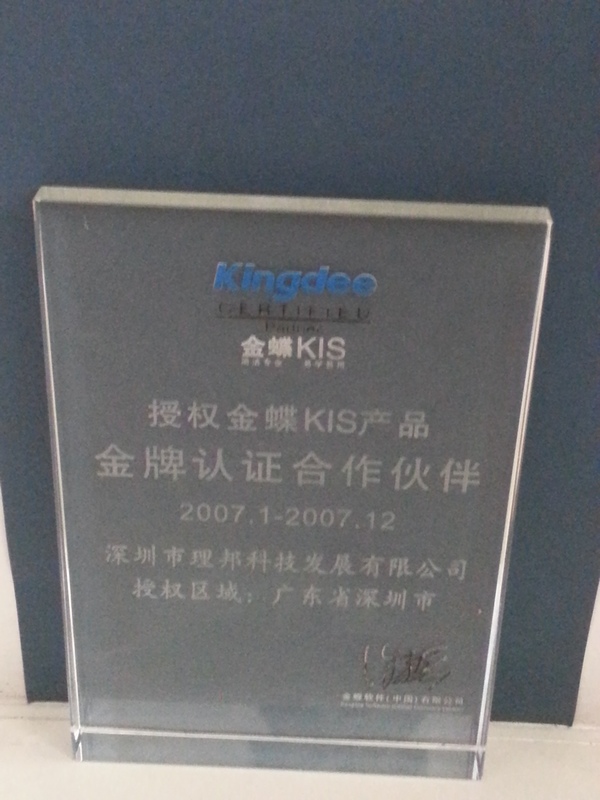 Kingdee
CERTIFIED
Partner
金蝶KIS
授权金蝶KIS产品
金牌认证合作伙伴
2007.1-2007.12
深圳市理邦科技发展有限公司
授权区域：广东省深圳市
金蝶软件(中国)有限公司